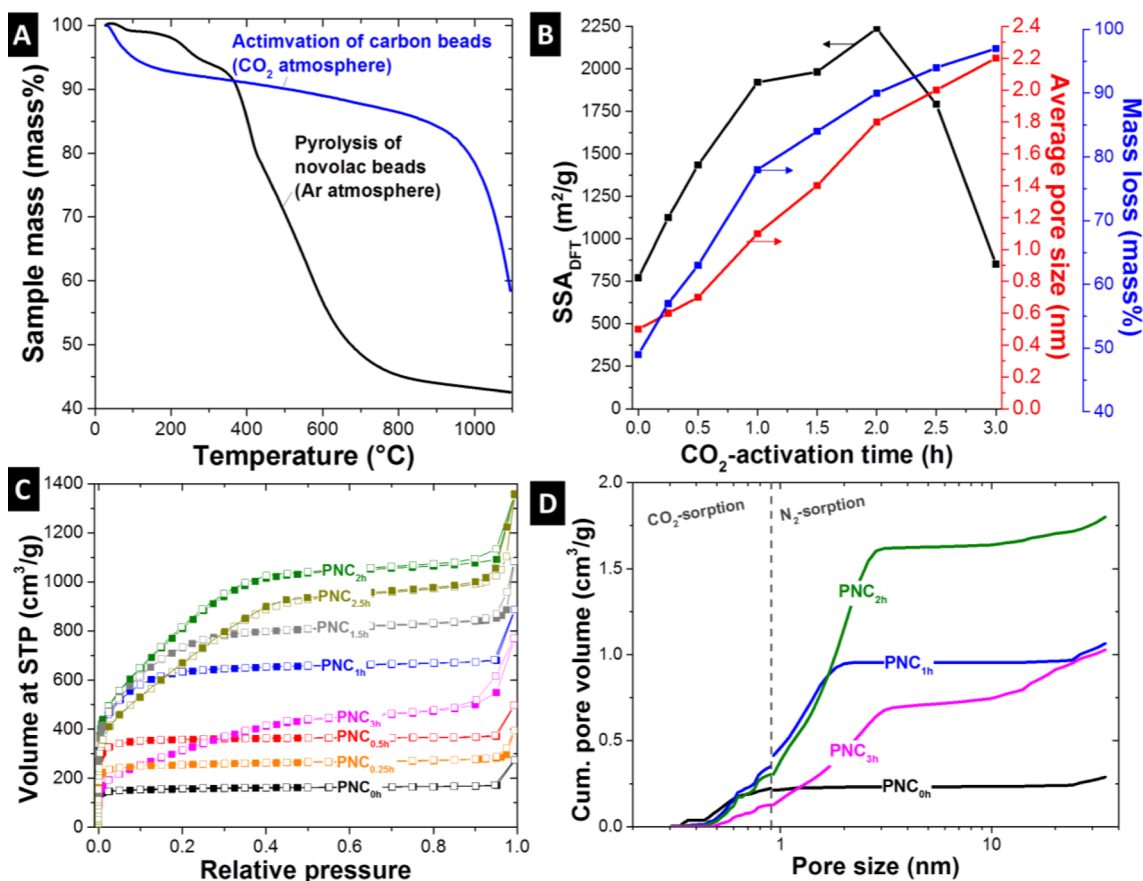 A
Sample mass (mass%)
100
90
80
70
60
50
40
Actimvation of carbon beads
(CO₂ atmosphere)
Pyrolysis of
novolac beads
(Ar atmosphere)
0 200 400 600 800 1000
Temperature (°C)
B
SSA_DFT (m²/g)
2250
2000
1750
1500
1250
1000
750
500
250
0
0.0 0.5 1.0 1.5 2.0 2.5 3.0
CO₂-activation time (h)
2.4
2.2
2.0
1.8
1.6
1.4
1.2
1.0
0.8
0.6
0.4
0.2
0.0
Average pore size (nm)
100
90
80
70
60
50
40
Mass loss (mass%)
C
Volume at STP (cm³/g)
1400
1200
1000
800
600
400
200
0
PNC₂h
PNC₂.₅h
PNC₁.₅h
PNC₁h
PNC₃h
PNC₀.₅h
PNC₀.₂₅h
PNC₀h
0.0 0.2 0.4 0.6 0.8 1.0
Relative pressure
D
Cum. pore volume (cm³/g)
2.0
1.5
1.0
0.5
0.0
CO₂-sorption
N₂-sorption
PNC₂h
PNC₁h
PNC₃h
PNC₀h
1 10
Pore size (nm)